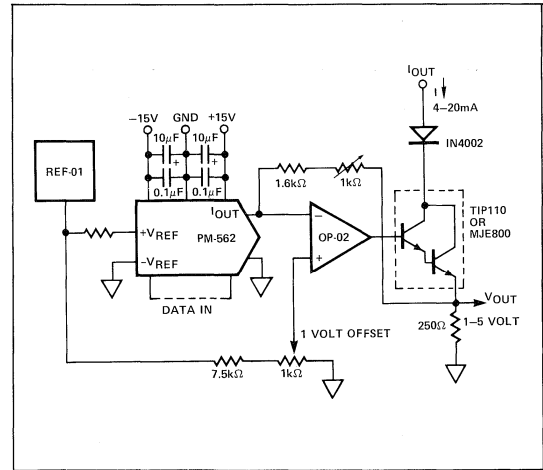 IOUT
I
4–20mA
–15V GND +15V
10µF 10µF
+ +
0.1µF 0.1µF
IN4002
REF-01
1.6kΩ 1kΩ
IOUT
+VREF PM-562
–VREF
DATA IN
–
OP-02
+
TIP110
OR
MJE800
VOUT
1 VOLT OFFSET
250Ω 1–5 VOLT
7.5kΩ 1kΩ